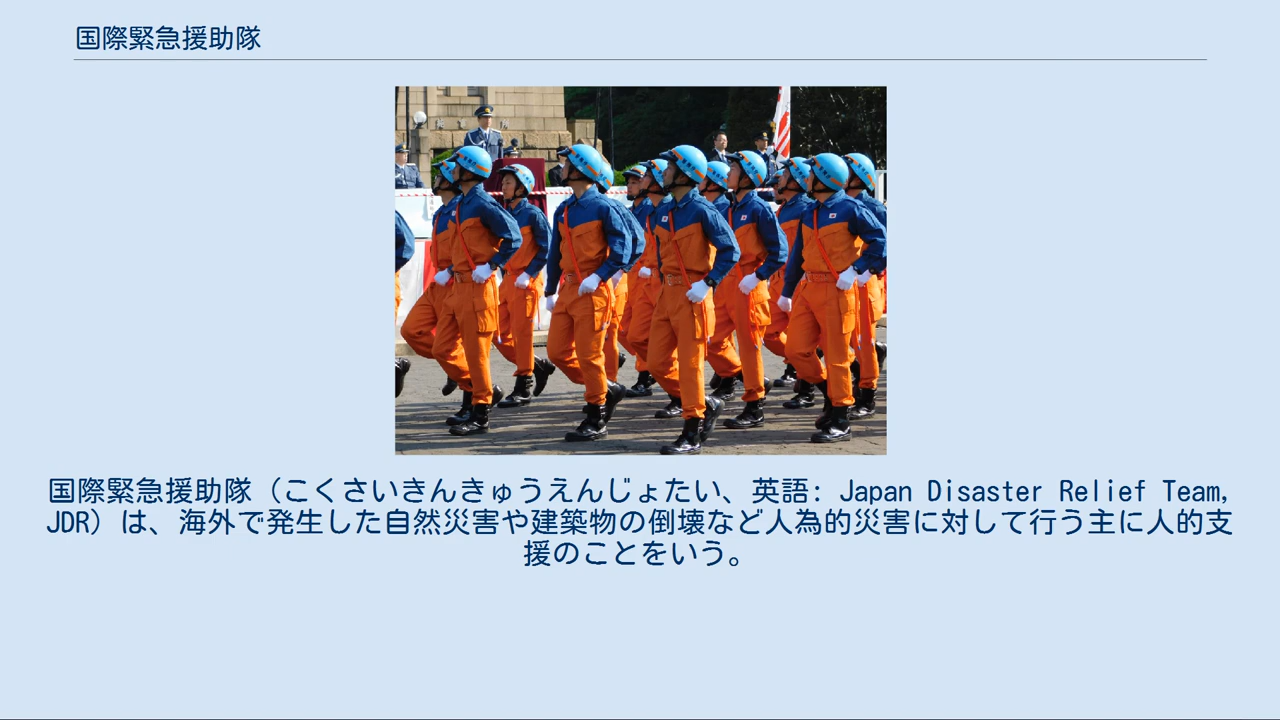 国際緊急援助隊
国際緊急援助隊（こくさいきんきゅうえんじょたい、英語: Japan Disaster Relief Team,
JDR）は、海外で発生した自然災害や建築物の倒壊など人為的災害に対して行う主に人的支
援のことをいう。